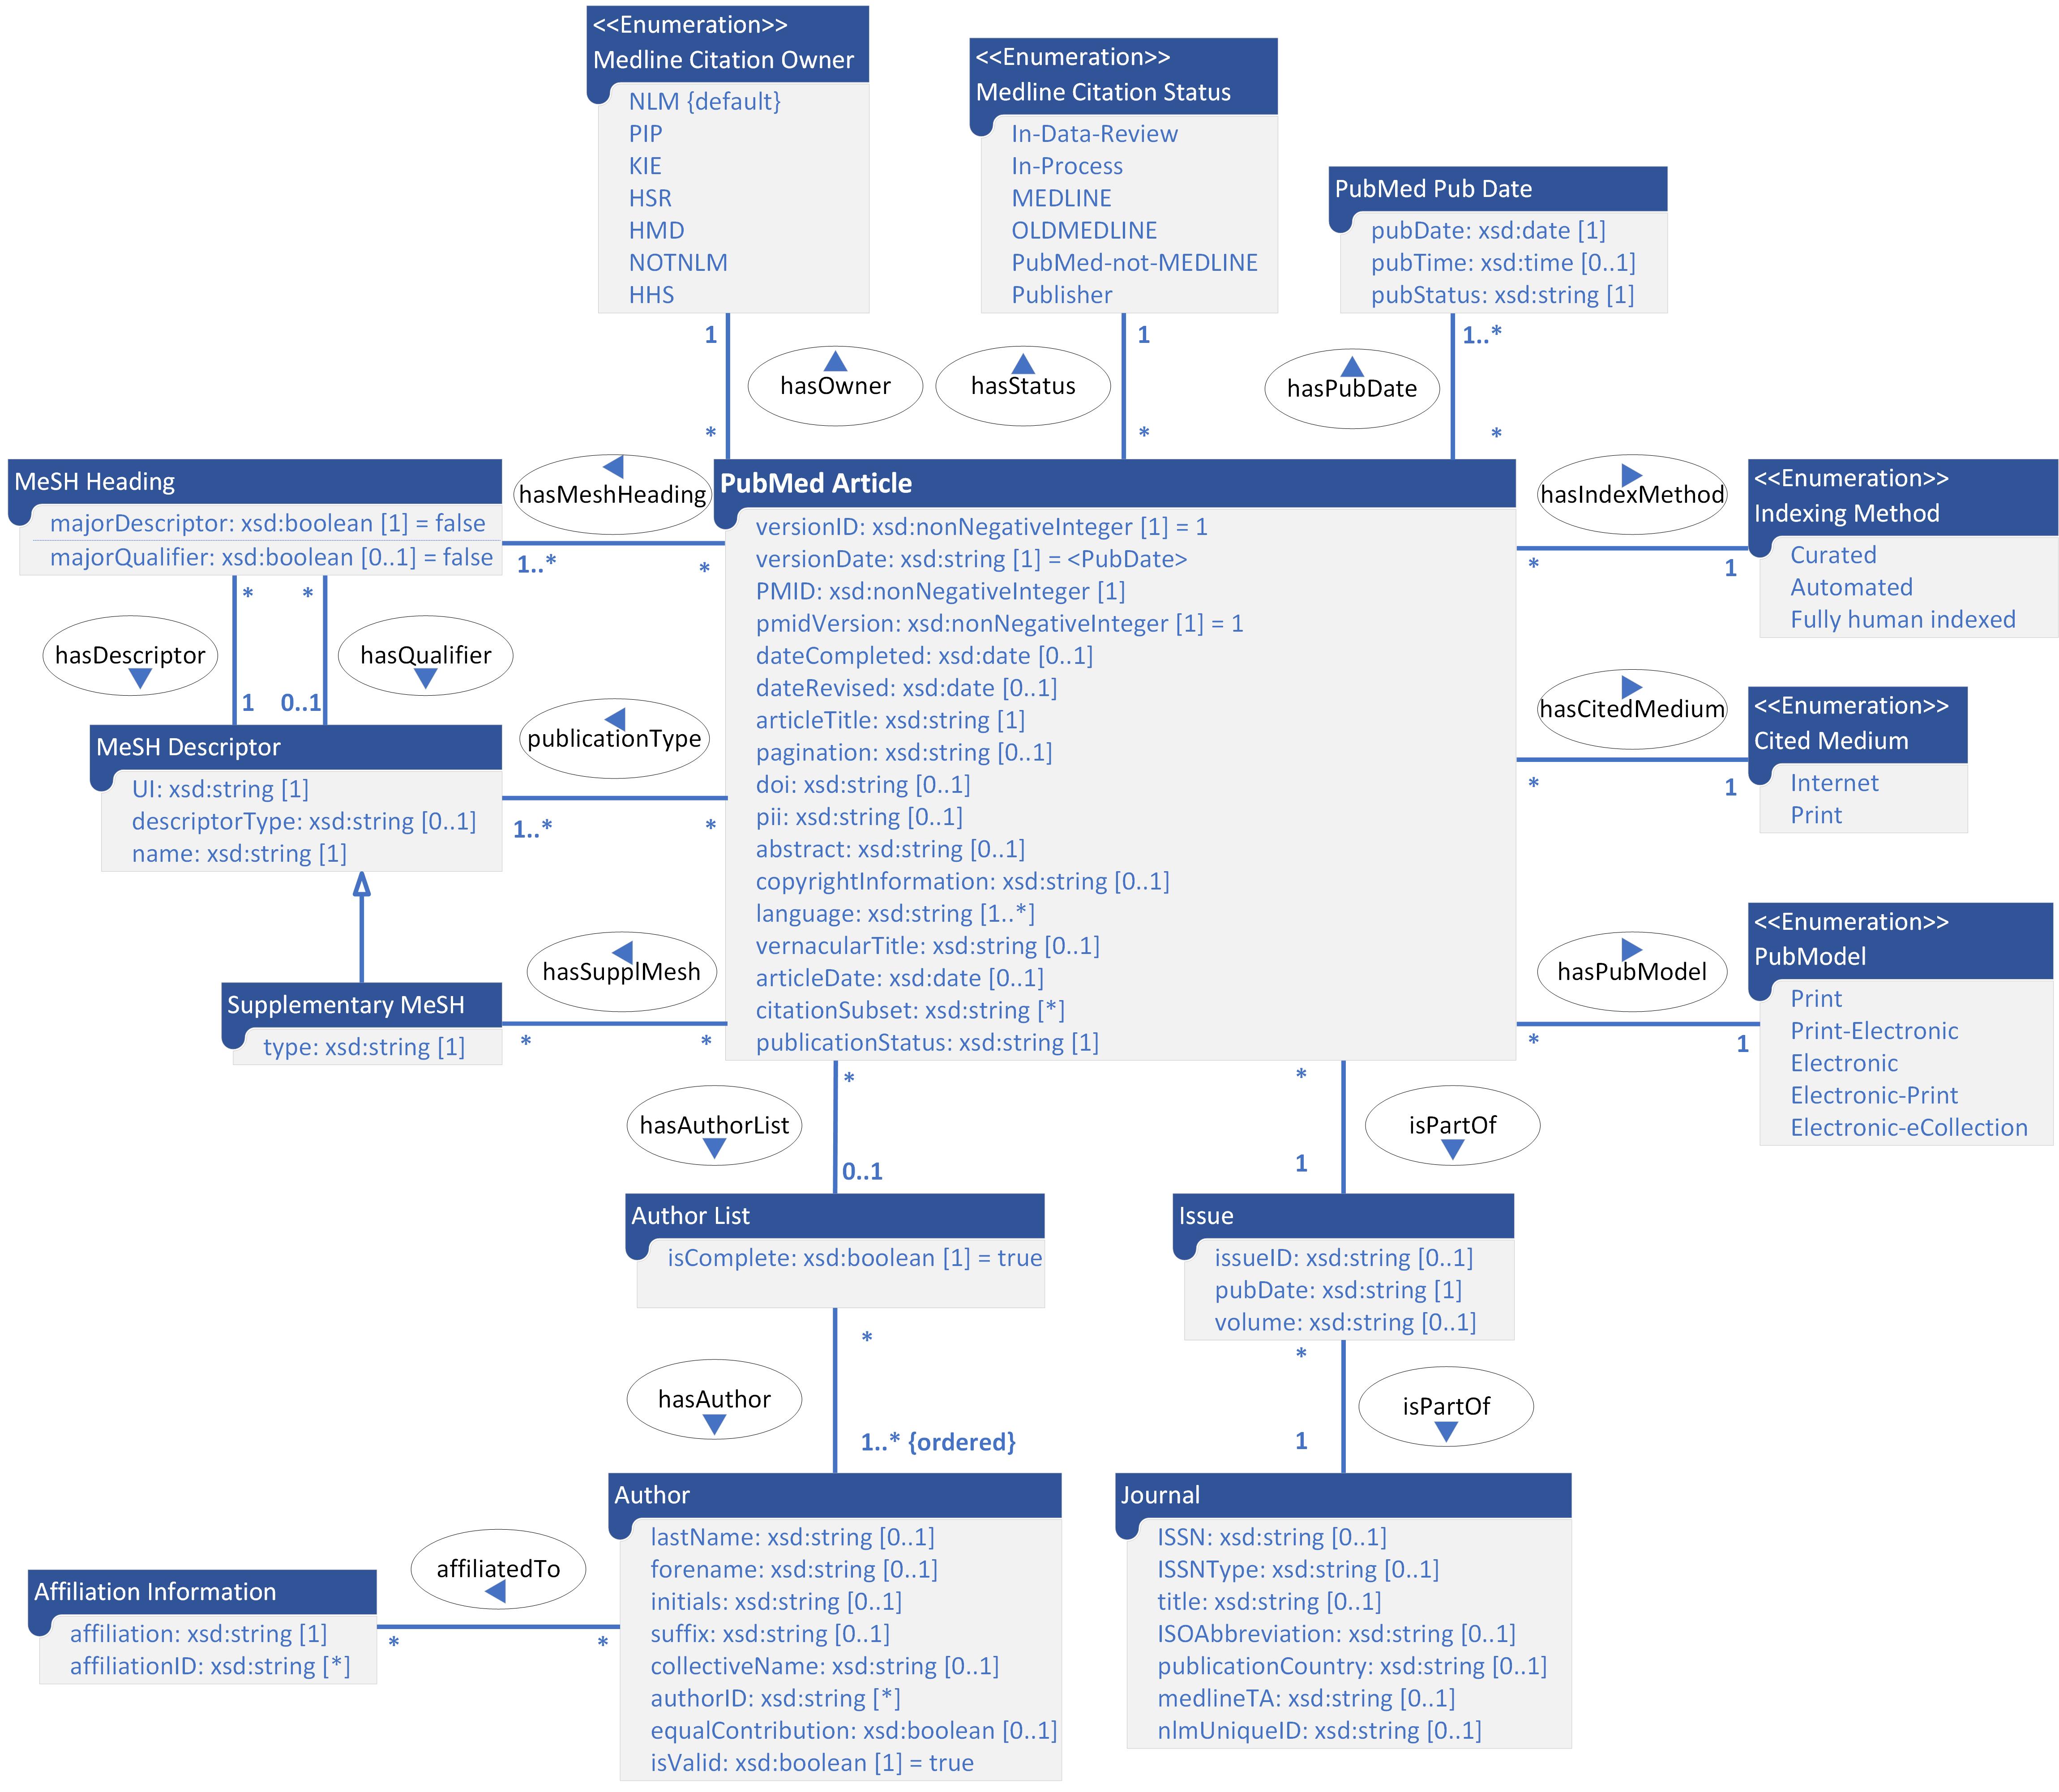 <<Enumeration>>
Medline Citation Owner
NLM {default}
PIP
KIE
HSR
HMD
NOTNLM
HHS
<<Enumeration>>
Medline Citation Status
In-Data-Review
In-Process
MEDLINE
OLDMEDLINE
PubMed-not-MEDLINE
Publisher
PubMed Pub Date
pubDate: xsd:date [1]
pubTime: xsd:time [0..1]
pubStatus: xsd:string [1]
1
hasOwner
*
1
hasStatus
*
1..*
hasPubDate
*
MeSH Heading
majorDescriptor: xsd:boolean [1] = false
majorQualifier: xsd:boolean [0..1] = false
hasMeshHeading
1..*
*
*
*
hasDescriptor
hasQualifier
1
0..1
MeSH Descriptor
UI: xsd:string [1]
descriptorType: xsd:string [0..1]
name: xsd:string [1]
publicationType
1..*
*
Supplementary MeSH
type: xsd:string [1]
hasSupplMesh
*
*
PubMed Article
versionID: xsd:nonNegativeInteger [1] = 1
versionDate: xsd:string [1] = <PubDate>
PMID: xsd:nonNegativeInteger [1]
pmidVersion: xsd:nonNegativeInteger [1] = 1
dateCompleted: xsd:date [0..1]
dateRevised: xsd:date [0..1]
articleTitle: xsd:string [1]
pagination: xsd:string [0..1]
doi: xsd:string [0..1]
pii: xsd:string [0..1]
abstract: xsd:string [0..1]
copyrightInformation: xsd:string [0..1]
language: xsd:string [1..*]
vernacularTitle: xsd:string [0..1]
articleDate: xsd:date [0..1]
citationSubset: xsd:string [*]
publicationStatus: xsd:string [1]
hasIndexMethod
*
1
<<Enumeration>>
Indexing Method
Curated
Automated
Fully human indexed
hasCitedMedium
*
1
<<Enumeration>>
Cited Medium
Internet
Print
hasPubModel
*
1
<<Enumeration>>
PubModel
Print
Print-Electronic
Electronic
Electronic-Print
Electronic-eCollection
*
hasAuthorList
0..1
Author List
isComplete: xsd:boolean [1] = true
*
hasAuthor
1..* {ordered}
Author
lastName: xsd:string [0..1]
forename: xsd:string [0..1]
initials: xsd:string [0..1]
suffix: xsd:string [0..1]
collectiveName: xsd:string [0..1]
authorID: xsd:string [*]
equalContribution: xsd:boolean [0..1]
isValid: xsd:boolean [1] = true
affiliatedTo
*
*
Affiliation Information
affiliation: xsd:string [1]
affiliationID: xsd:string [*]
*
isPartOf
1
Issue
issueID: xsd:string [0..1]
pubDate: xsd:string [1]
volume: xsd:string [0..1]
*
isPartOf
1
Journal
ISSN: xsd:string [0..1]
ISSNType: xsd:string [0..1]
title: xsd:string [0..1]
ISOAbbreviation: xsd:string [0..1]
publicationCountry: xsd:string [0..1]
medlineTA: xsd:string [0..1]
nlmUniqueID: xsd:string [0..1]